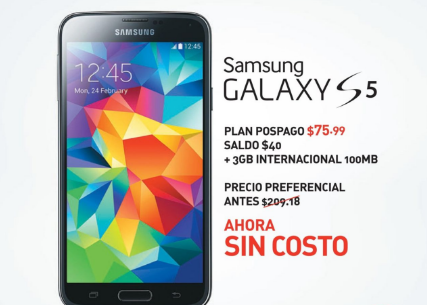 SAMSUNG
12:45
12:45
Mon, 24 February
Samsung
GALAXY S5
PLAN POSPAGO $75.99
SALDO $40
+ 3GB INTERNACIONAL 100MB
PRECIO PREFERENCIAL
ANTES $209.18
AHORA
SIN COSTO